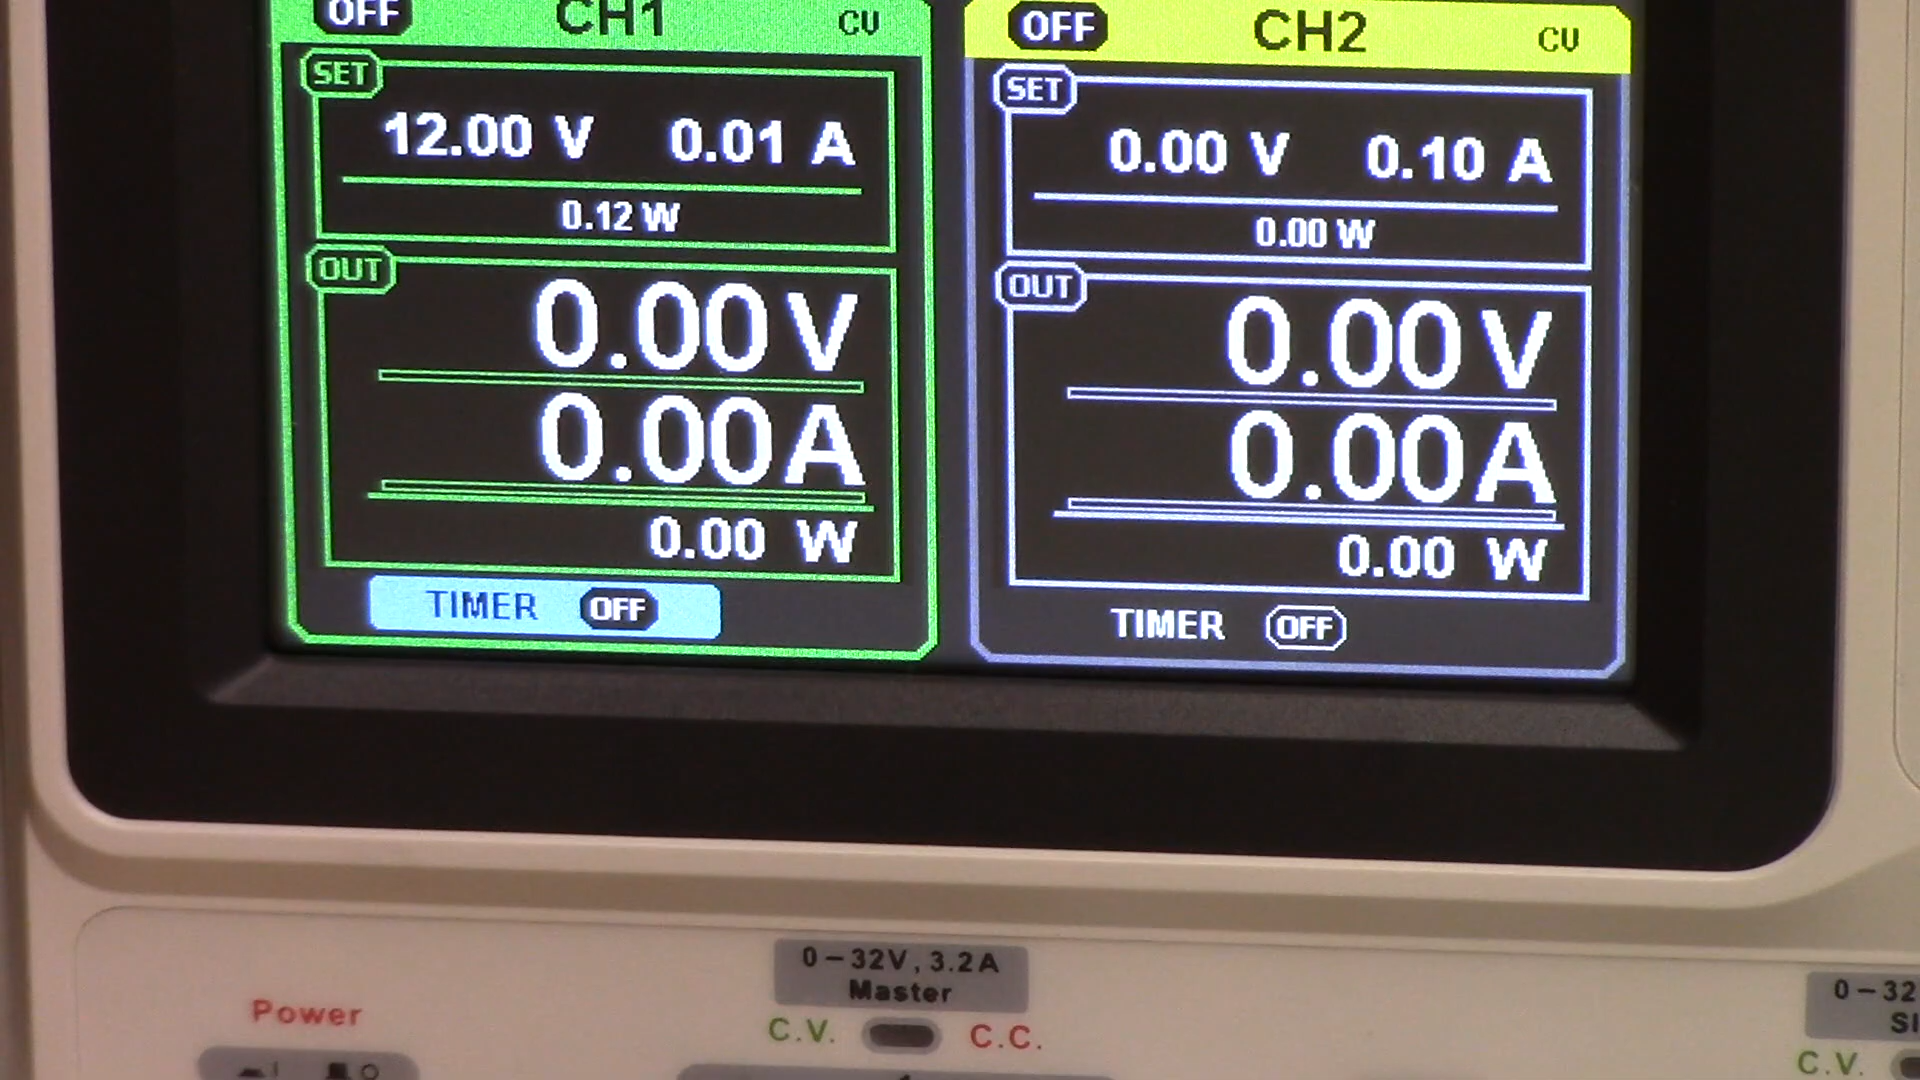 OFF CH1 CV
SET
12.00 V 0.01 A
0.12 W
OUT
0.00 V
0.00 A
0.00 W
TIMER OFF
OFF CH2 CV
SET
0.00 V 0.10 A
0.00 W
OUT
0.00 V
0.00 A
0.00 W
TIMER OFF
Power
0-32V, 3.2A
Master
C.V. C.C.
0-32
C.V.